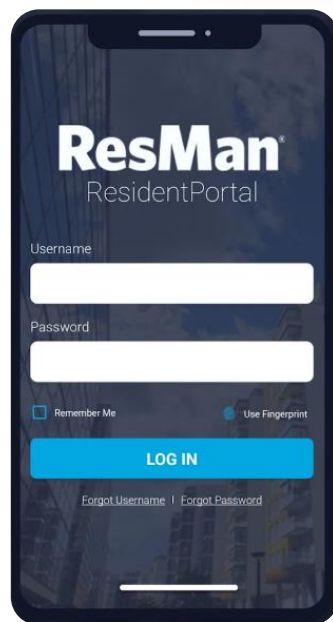 ResMan®
ResidentPortal
Username
Password
Remember Me Use Fingerprint
LOG IN
Forgot Username | Forgot Password